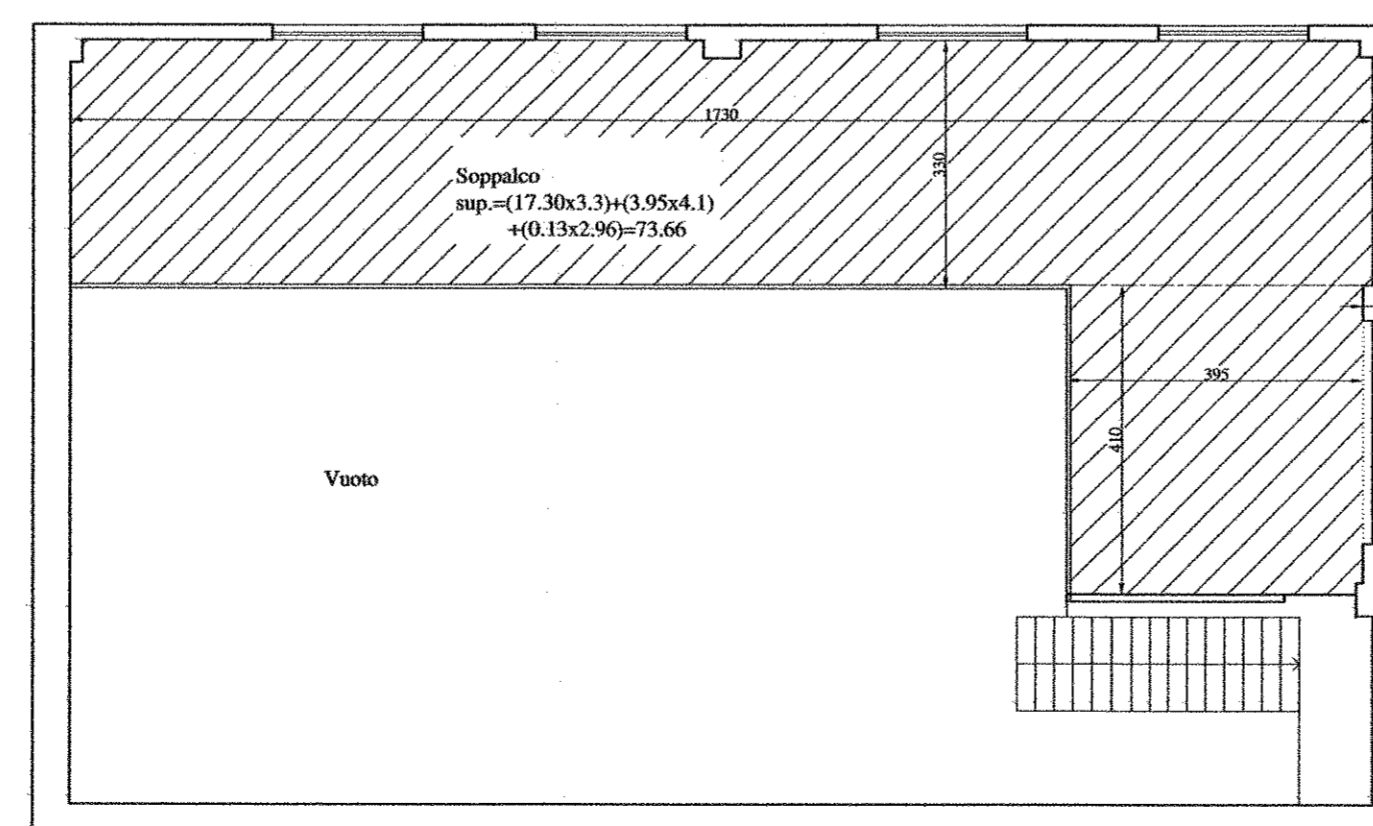 1730
330
Soppalco
sup.=(17.30x3.3)+(3.95x4.1)
+(0.13x2.96)=73.66
395
410
Vuoto